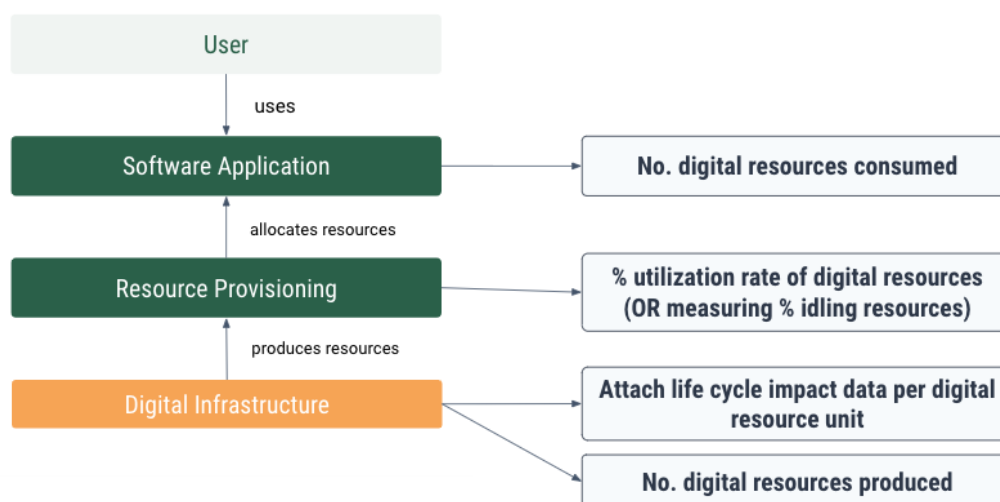 User
uses
Software Application
No. digital resources consumed
allocates resources
Resource Provisioning
% utilization rate of digital resources
(OR measuring % idling resources)
produces resources
Digital Infrastructure
Attach life cycle impact data per digital
resource unit
No. digital resources produced